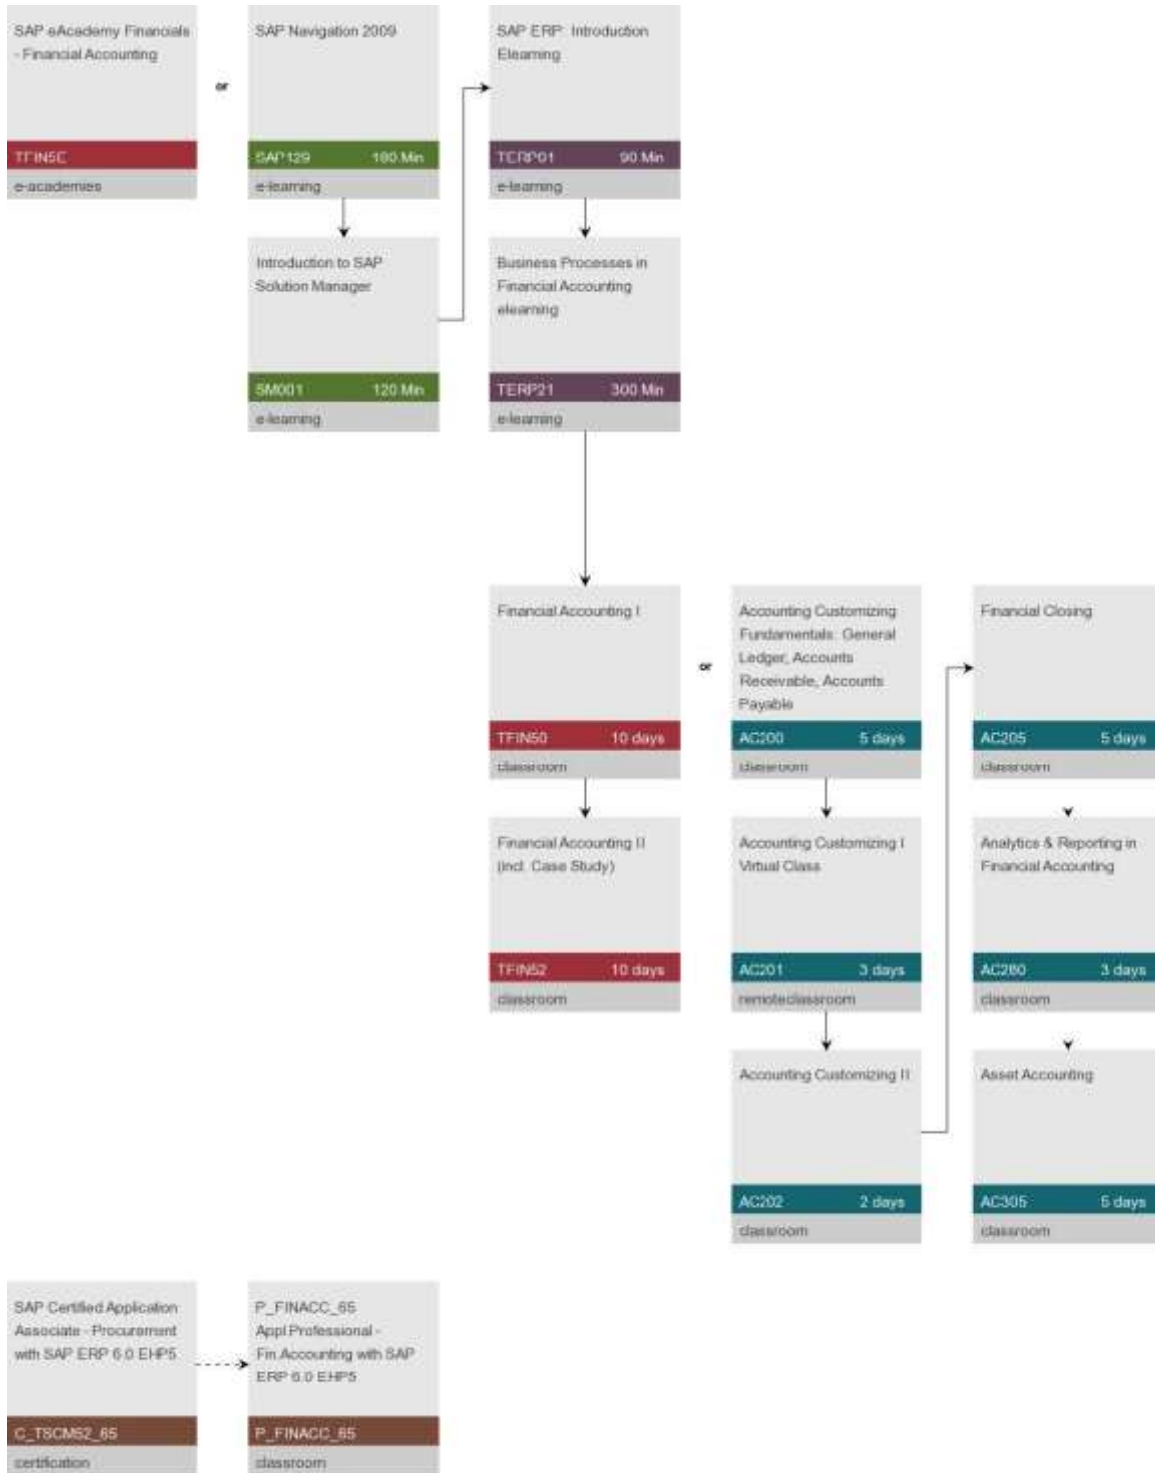 SAP eAcademy Financials
- Financial Accounting
TFIN5E
e-academies
or
SAP Navigation 2009
SAP129 180 Min
e-learning
SAP ERP: Introduction
Elearning
TERP01 90 Min
e-learning
Introduction to SAP
Solution Manager
SM001 120 Min
e-learning
Business Processes in
Financial Accounting
elearning
TERP21 300 Min
e-learning
Financial Accounting I
TFIN50 10 days
classroom
or
Accounting Customizing
Fundamentals: General
Ledger, Accounts
Receivable, Accounts
Payable
AC200 5 days
classroom
Financial Closing
AC205 5 days
classroom
Financial Accounting II
(incl. Case Study)
TFIN52 10 days
classroom
Accounting Customizing I
Virtual Class
AC201 3 days
remoteclassroom
Analytics & Reporting in
Financial Accounting
AC280 3 days
classroom
Accounting Customizing II
AC202 2 days
classroom
Asset Accounting
AC305 5 days
classroom
SAP Certified Application
Associate - Procurement
with SAP ERP 6.0 EHP5
C_TSCM52_65
certification
P_FINACC_65
Appl.Professional -
Fin.Accounting with SAP
ERP 6.0 EHP5
P_FINACC_65
classroom